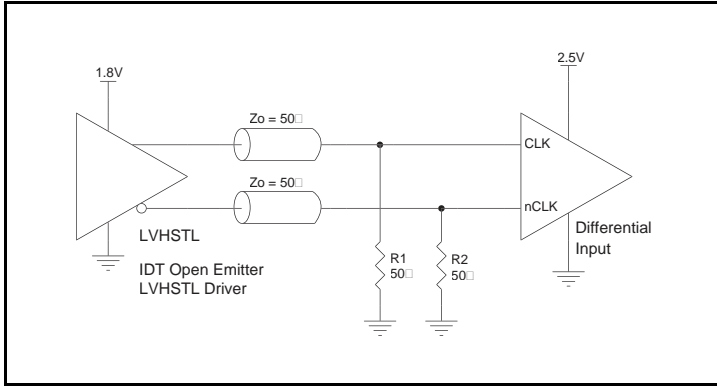 1.8V
2.5V
Zo = 50□
CLK
Zo = 50□
nCLK
LVHSTL
Differential
Input
IDT Open Emitter
LVHSTL Driver
R1
50□
R2
50□